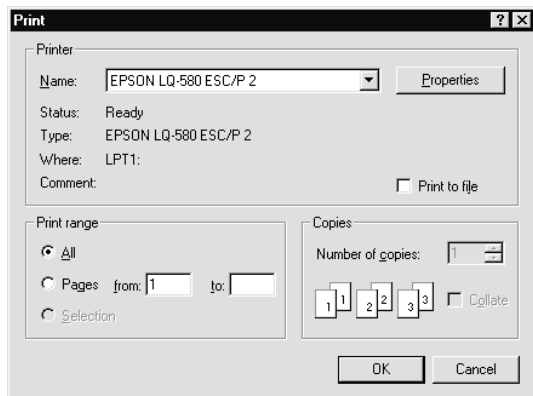 Print
Printer
Name: EPSON LQ-580 ESC/P 2 Properties
Status: Ready
Type: EPSON LQ-580 ESC/P 2
Where: LPT1:
Comment: Print to file
Print range
All
Pages from: 1 to:
Selection
Copies
Number of copies: 1
1 1 2 2 3 3 Collate
OK Cancel